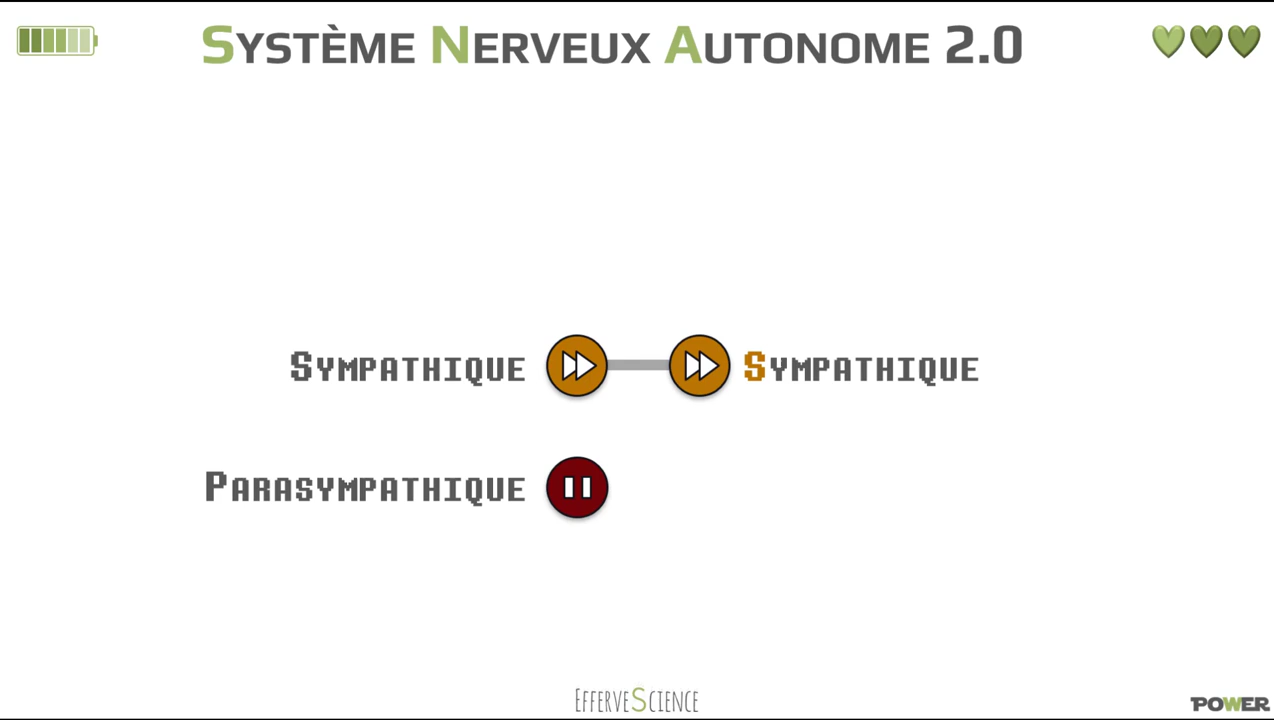 Système Nerveux Autonome 2.0
Sympathique Sympathique
Parasympathique
EfferveScience
POWER